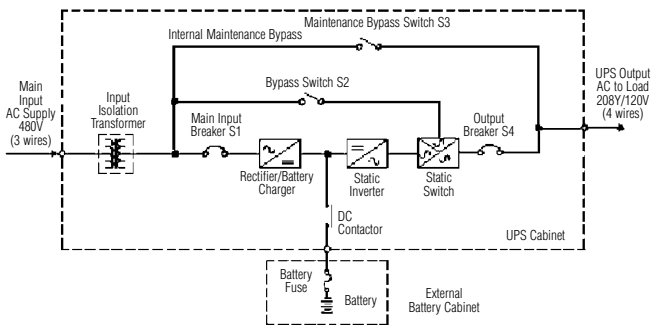 Maintenance Bypass Switch S3
Internal Maintenance Bypass
Main
Input
AC Supply
480V
(3 wires)
Input
Isolation
Transformer
Bypass Switch S2
Main Input
Breaker S1
Output
Breaker S4
UPS Output
AC to Load
208Y/120V
(4 wires)
Rectifier/Battery
Charger
Static
Inverter
Static
Switch
DC
Contactor
UPS Cabinet
Battery
Fuse
Battery
External
Battery Cabinet